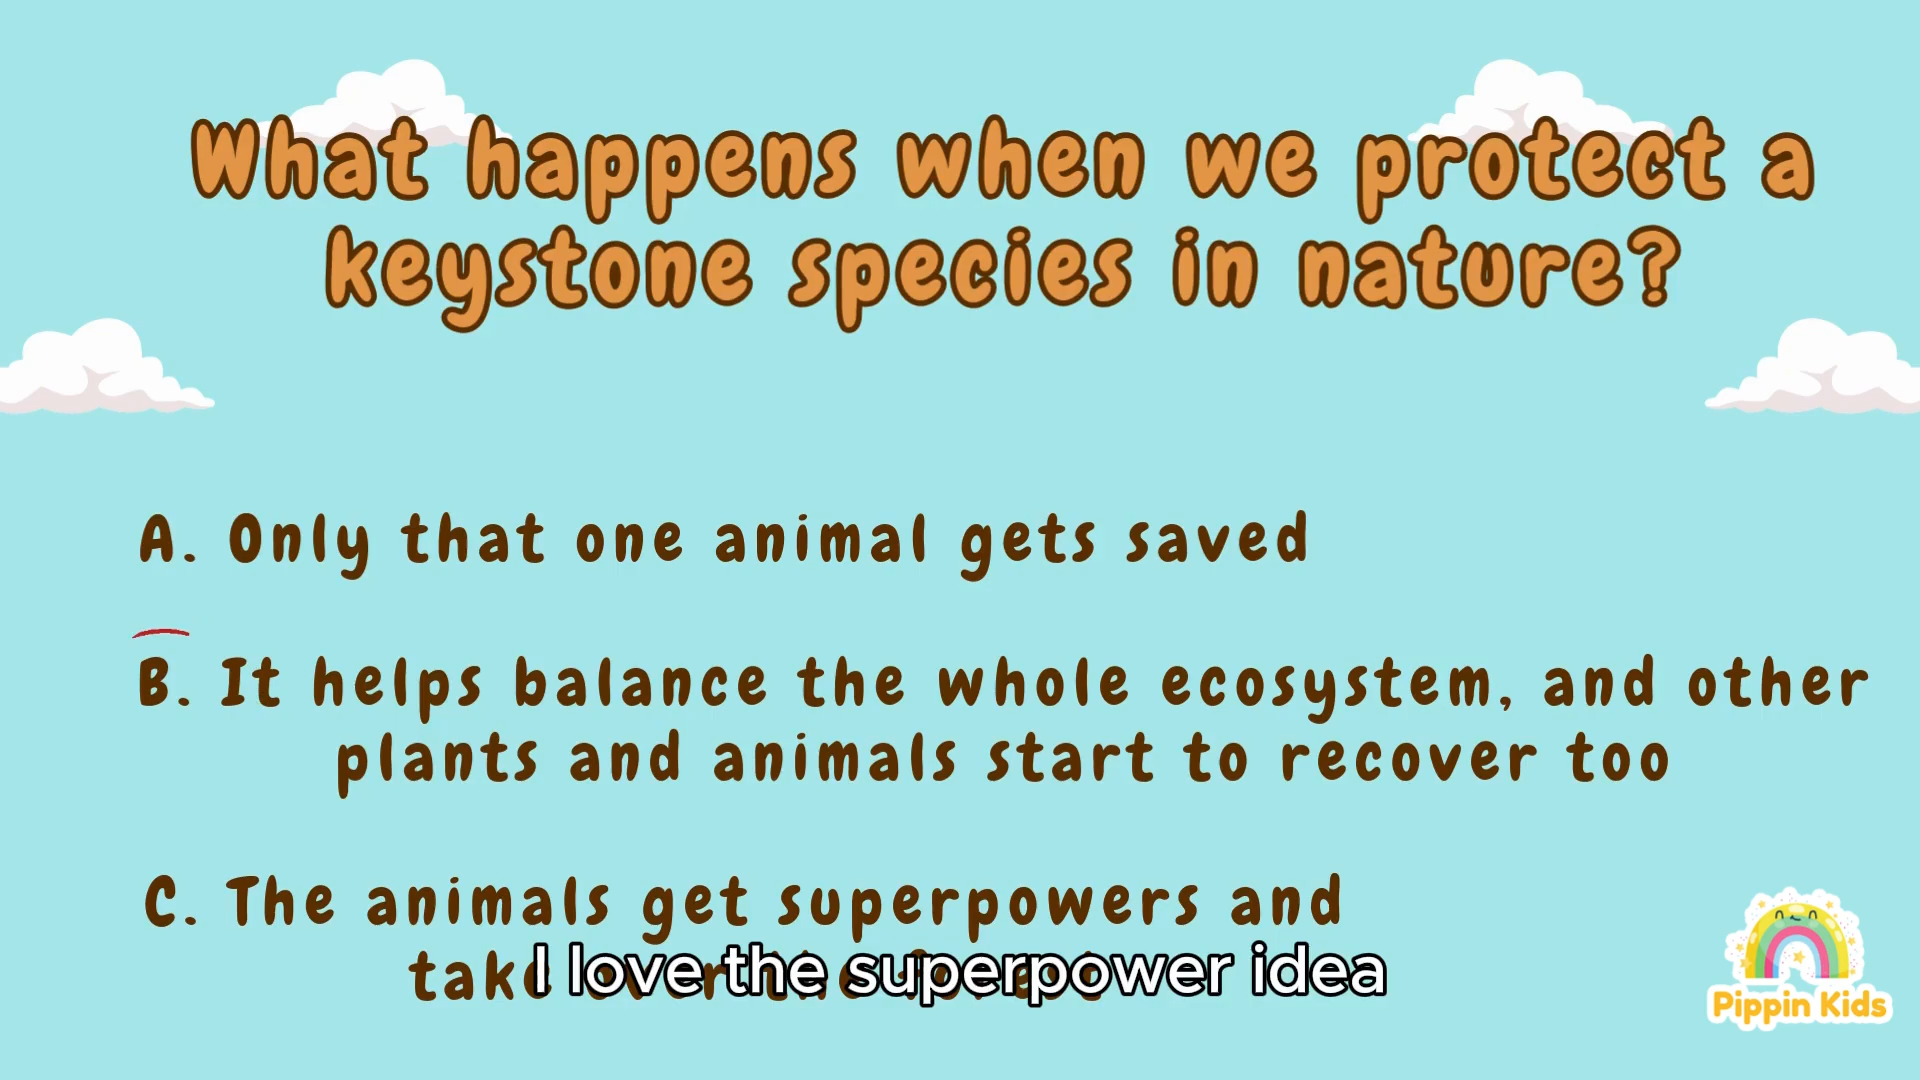 What happens when we protect a
keystone species in nature?
A. Only that one animal gets saved
B. It helps balance the whole ecosystem, and other
plants and animals start to recover too
C. The animals get superpowers and
take
I love the superpower idea
Pippin Kids